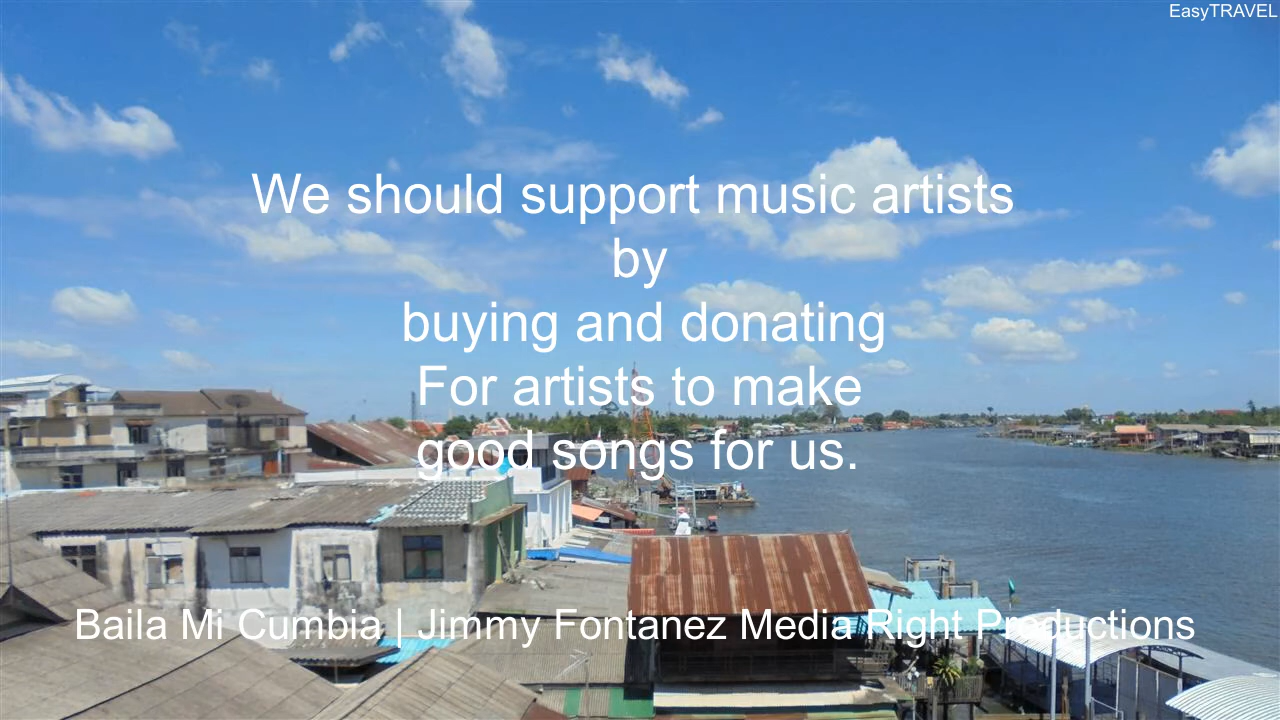 EasyTRAVEL
We should support music artists
by
buying and donating
For artists to make
good songs for us.
Baila Mi Cumbia | Jimmy Fontanez Media Right Productions